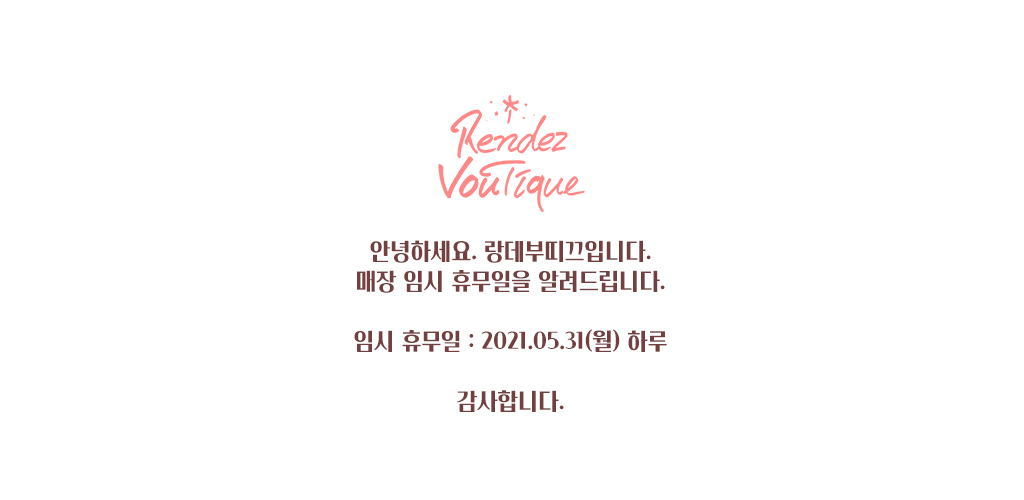 Rendez
Voutique
안녕하세요. 랑데부띠끄입니다.
매장 임시 휴무일을 알려드립니다.
임시 휴무일 : 2021.05.31(월) 하루
감사합니다.